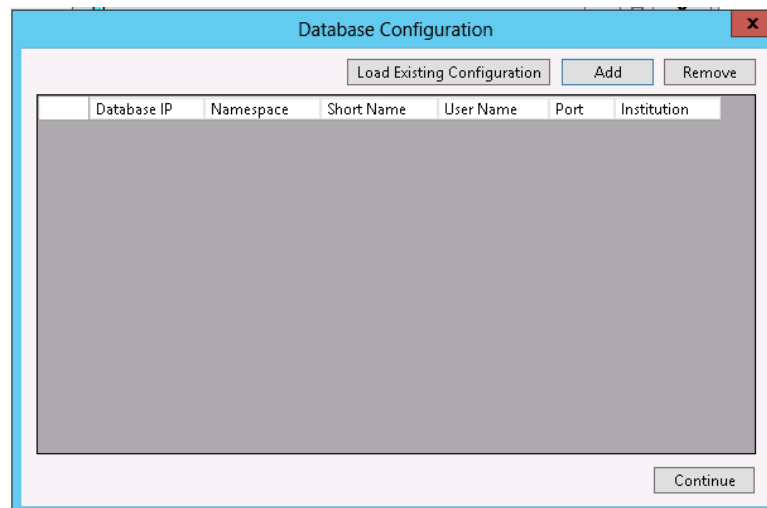 Database Configuration
x
Load Existing Configuration Add Remove
Database IP Namespace Short Name User Name Port Institution
Continue